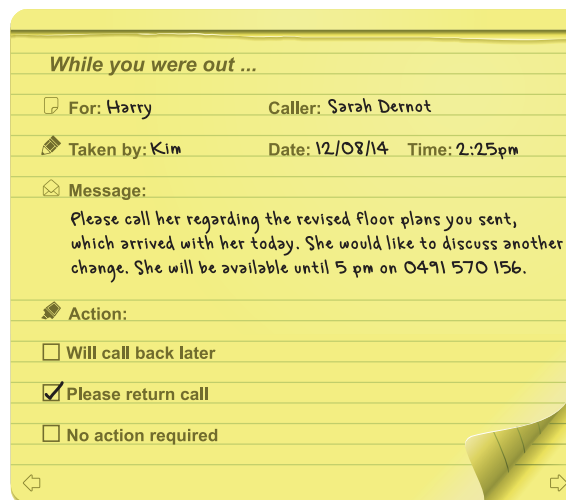 While you were out ...
For: Harry Caller: Sarah Dernot
Taken by: Kim Date: 12/08/14 Time: 2:25pm
Message:
Please call her regarding the revised floor plans you sent,
which arrived with her today. She would like to discuss another
change. She will be available until 5 pm on 0491 570 156.
Action:
Will call back later
Please return call
No action required